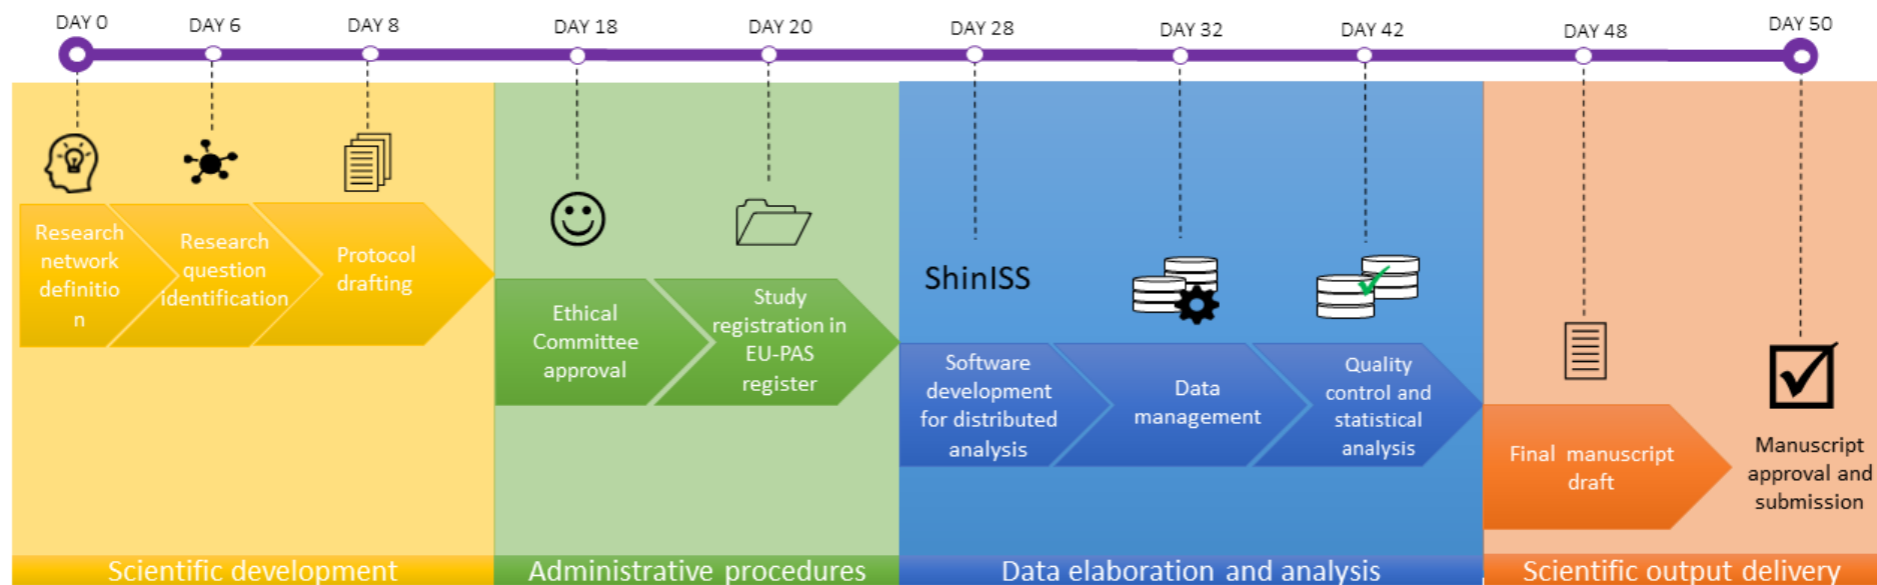 DAY 0
DAY 6
DAY 8
DAY 18
DAY 20
DAY 28
DAY 32
DAY 42
DAY 48
DAY 50
Research
network
definitio
n
Research
question
identification
Protocol
drafting
Ethical
Committee
approval
Study
registration in
EU-PAS
register
ShinISS
Software
development
for distributed
analysis
Data
management
Quality
control and
statistical
analysis
Final manuscript
draft
Manuscript
approval and
submission
Scientific development
Administrative procedures
Data elaboration and analysis
Scientific output delivery